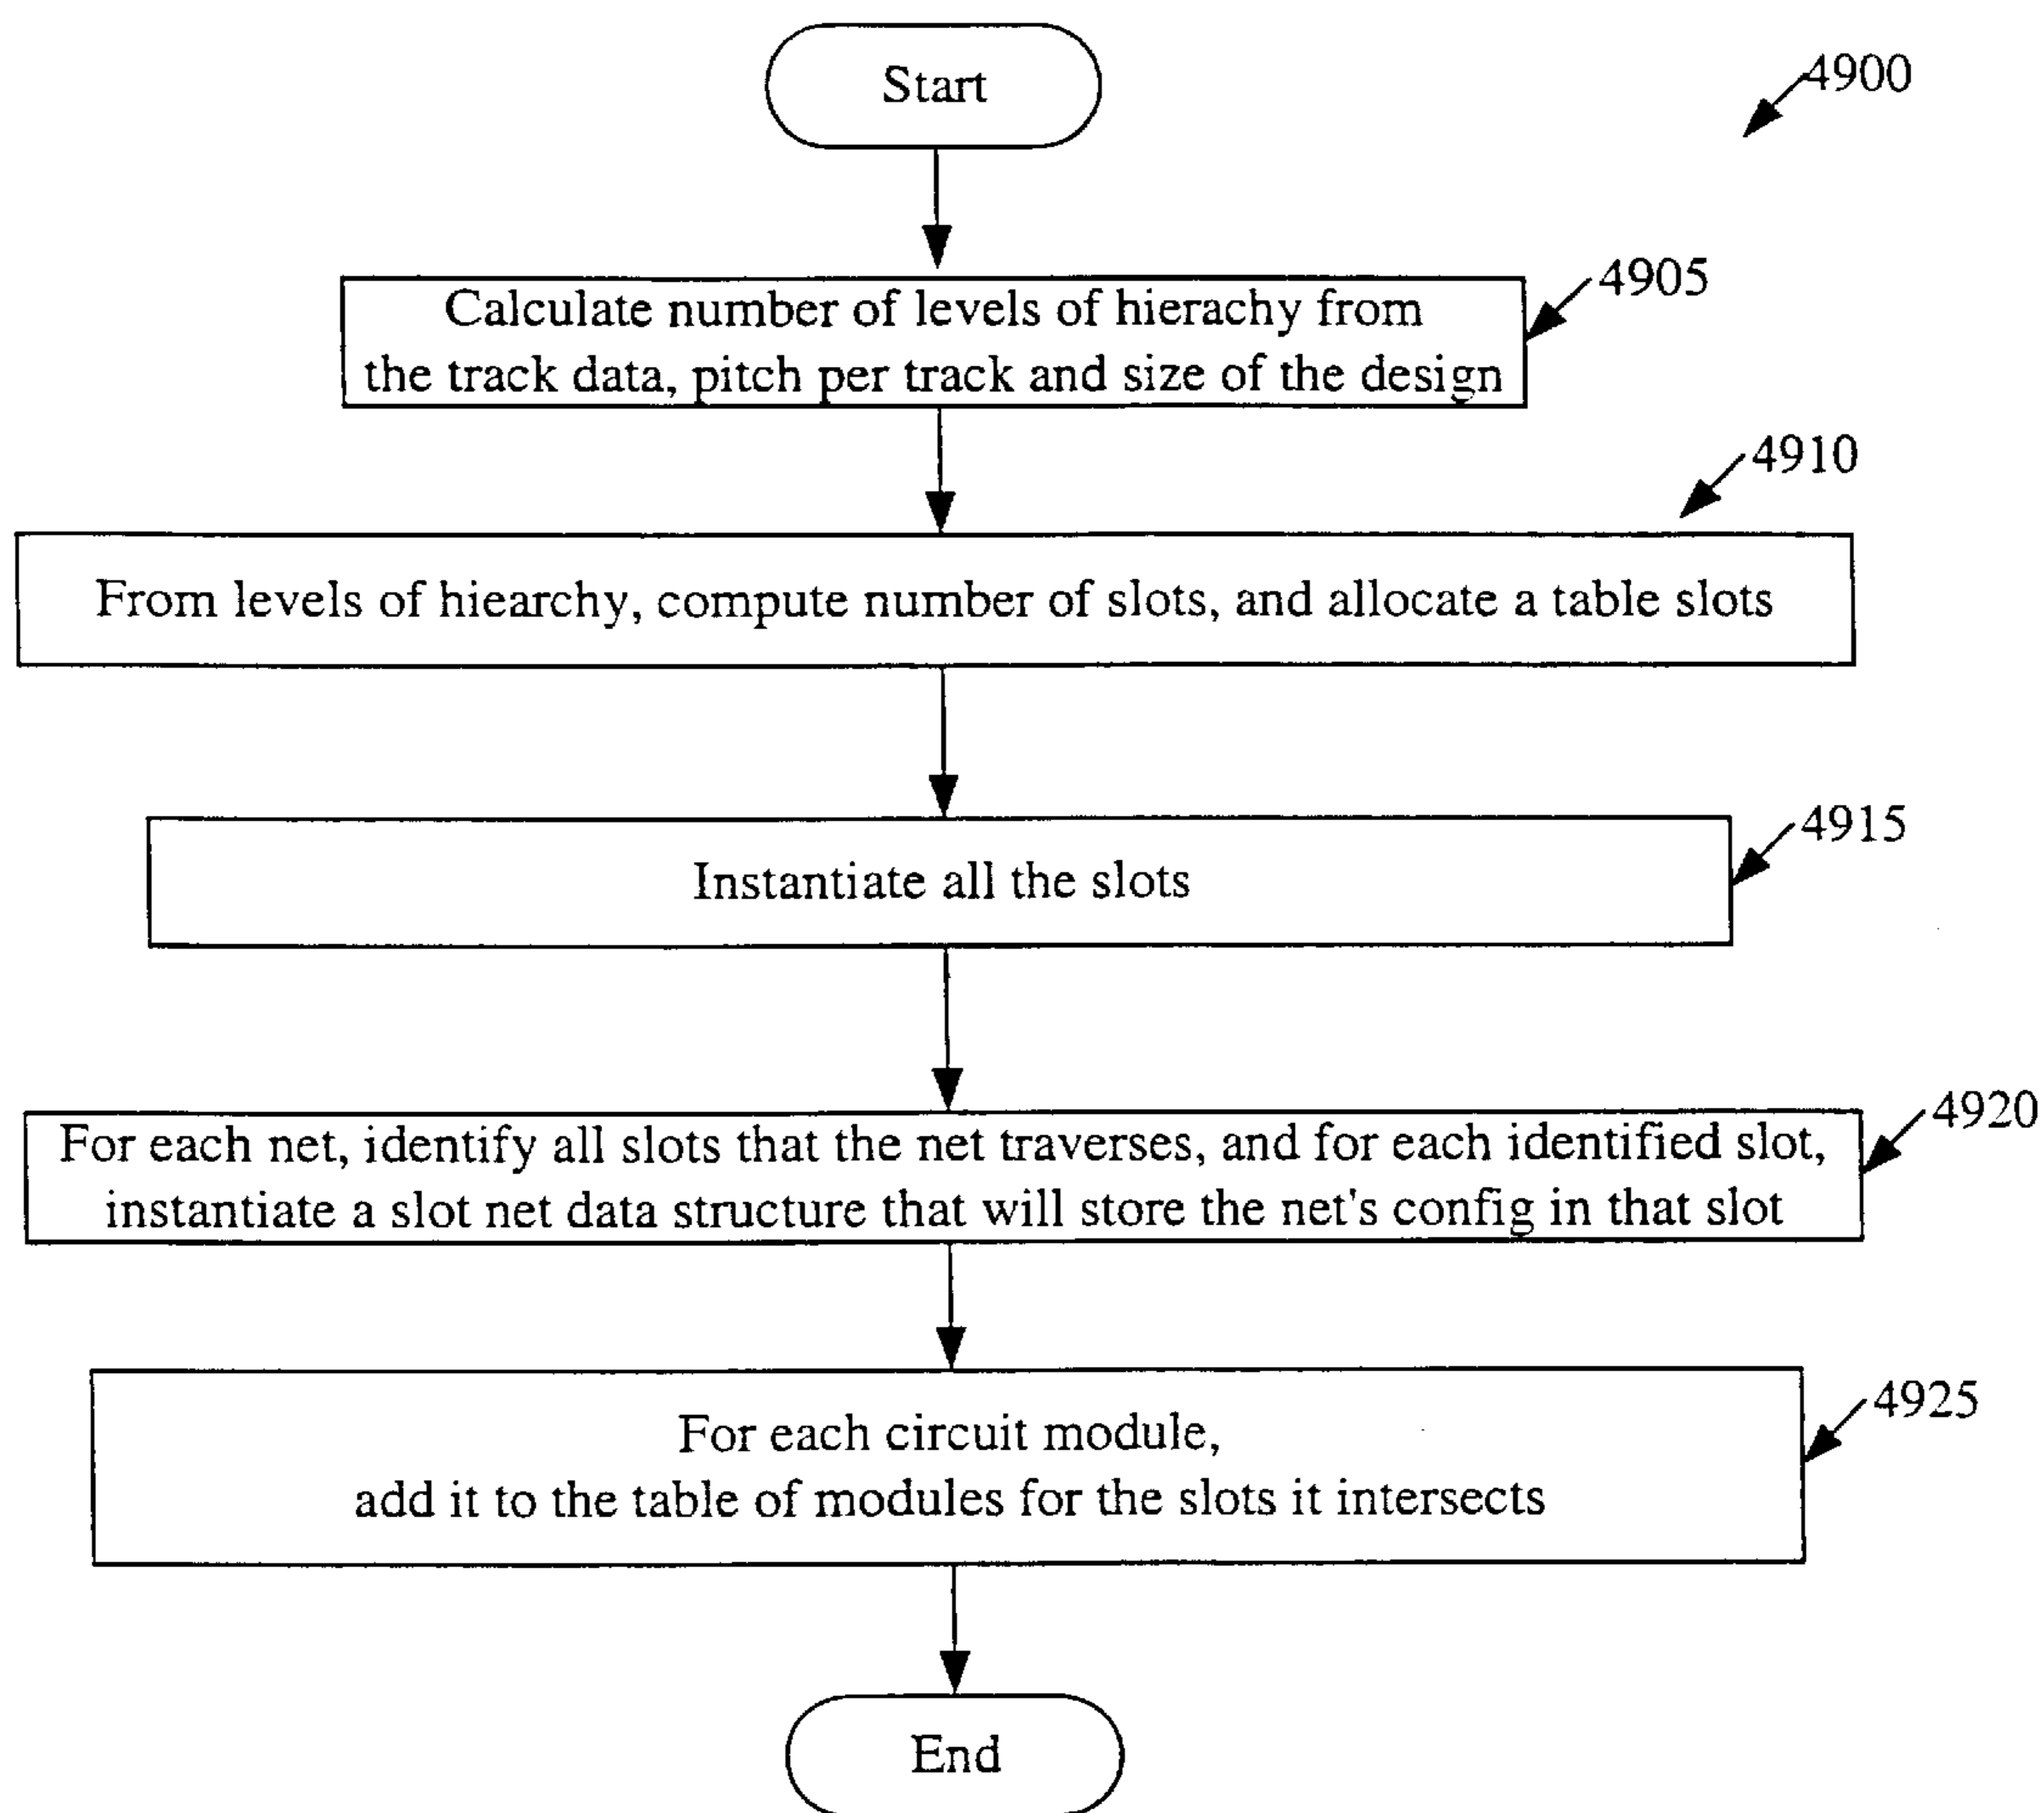 Start
4900
4905
Calculate number of levels of hierachy from
the track data, pitch per track and size of the design
4910
From levels of hiearchy, compute number of slots, and allocate a table slots
4915
Instantiate all the slots
4920
For each net, identify all slots that the net traverses, and for each identified slot,
instantiate a slot net data structure that will store the net's config in that slot
4925
For each circuit module,
add it to the table of modules for the slots it intersects
End